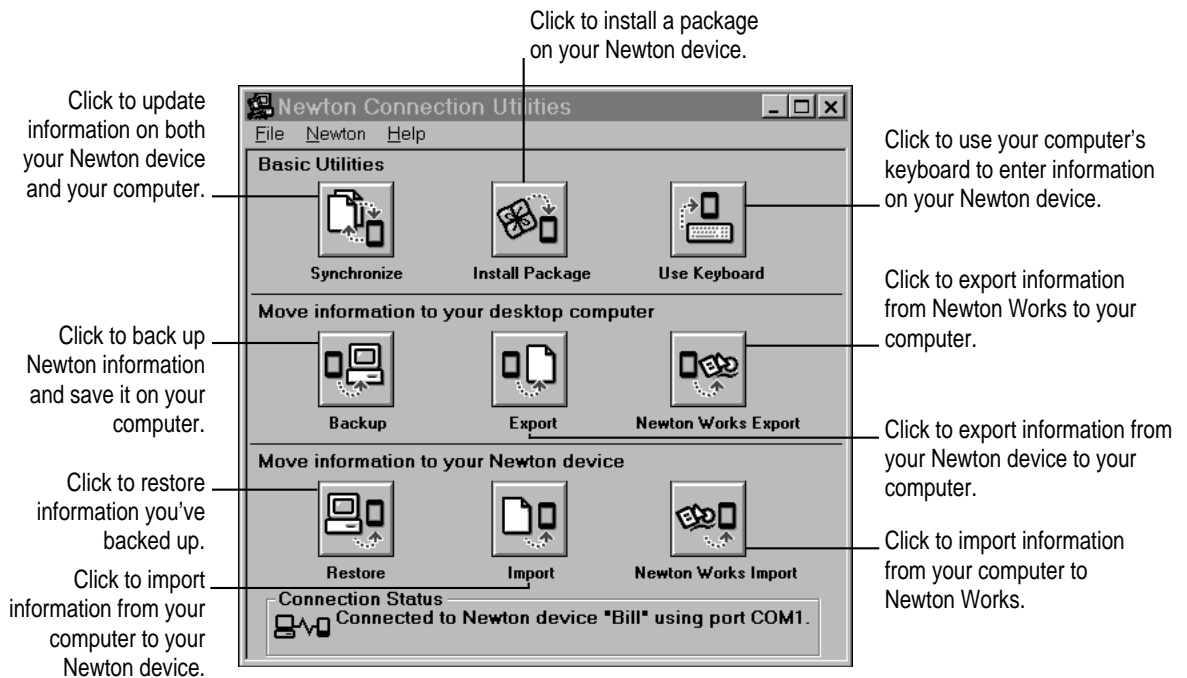 Click to install a package
on your Newton device.
Click to update
information on both
your Newton device
and your computer.
Newton Connection Utilities
File Newton Help
Basic Utilities
Synchronize
Install Package
Use Keyboard
Click to use your computer’s
keyboard to enter information
on your Newton device.
Click to back up
Newton information
and save it on your
computer.
Move information to your desktop computer
Backup
Export
Newton Works Export
Click to export information
from Newton Works to your
computer.
Click to export information from
your Newton device to your
computer.
Click to restore
information you’ve
backed up.
Move information to your Newton device
Restore
Import
Newton Works Import
Click to import information
from your computer to
Newton Works.
Click to import
information from your
computer to your
Newton device.
Connection Status
Connected to Newton device "Bill" using port COM1.